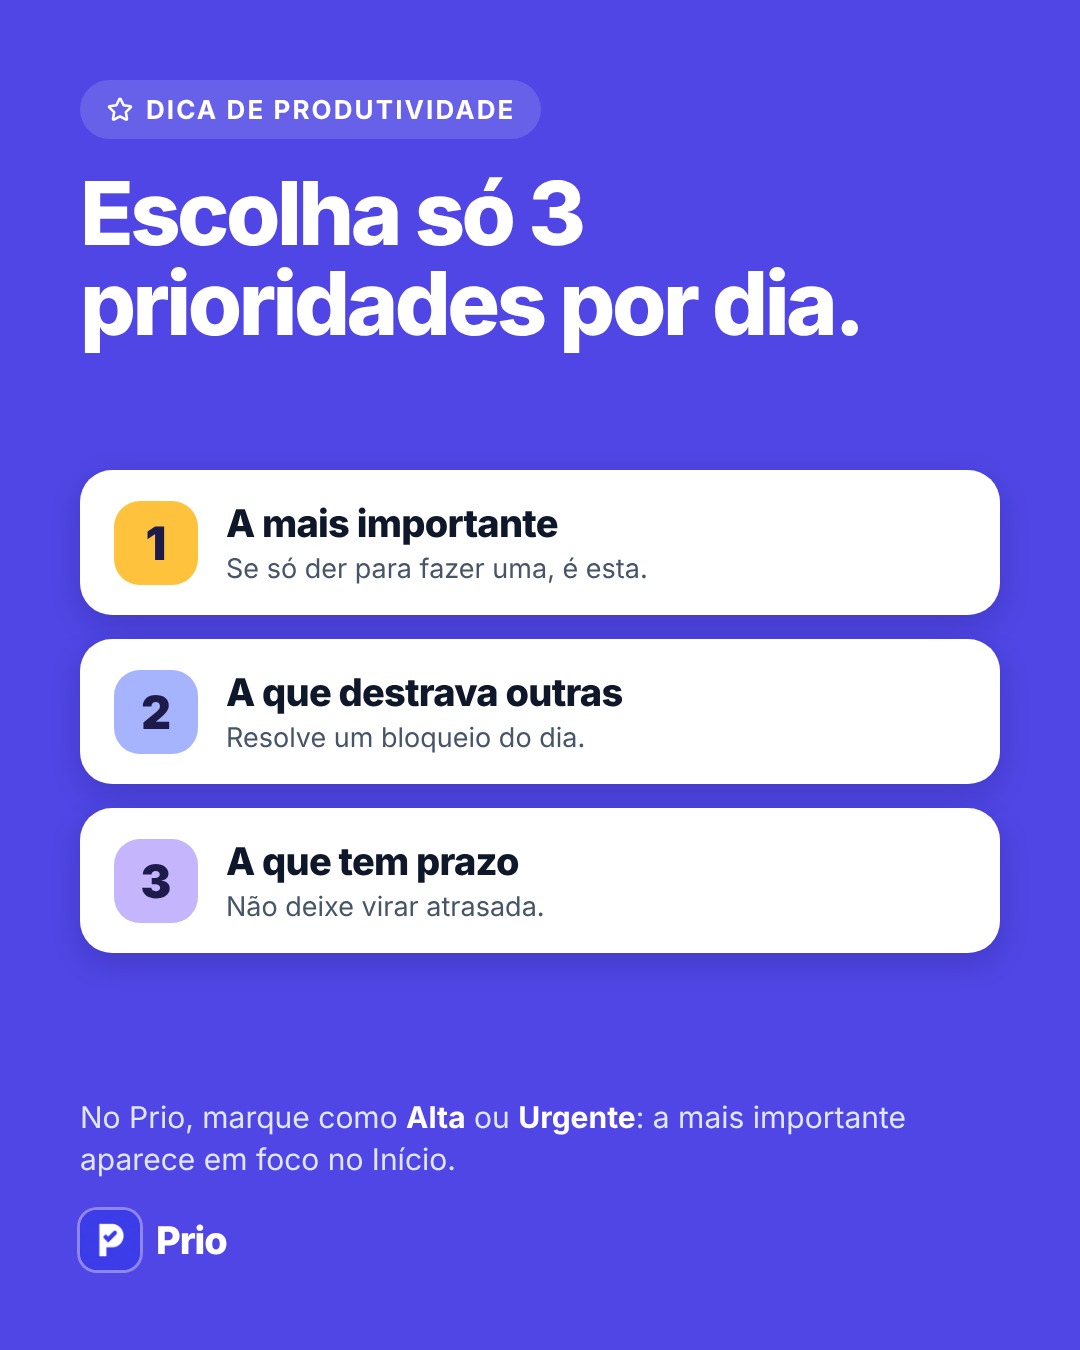 DICA DE PRODUTIVIDADE
Escolha só 3
prioridades por dia.
1
A mais importante
Se só der para fazer uma, é esta.
2
A que destrava outras
Resolve um bloqueio do dia.
3
A que tem prazo
Não deixe virar atrasada.
No Prio, marque como Alta ou Urgente: a mais importante
aparece em foco no Início.
Prio